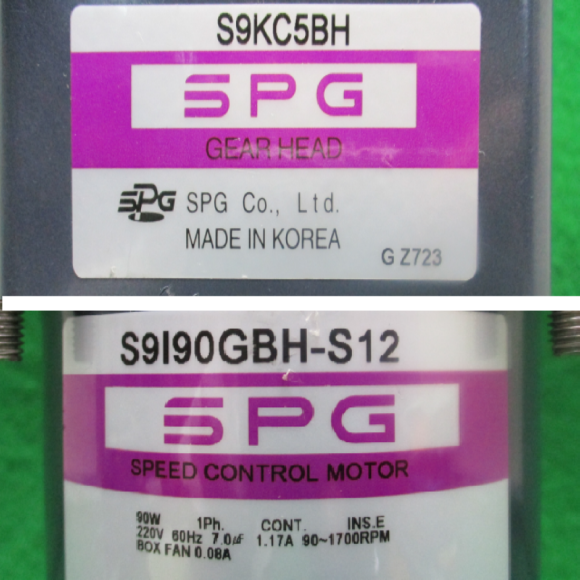 S9KC5BH
SPG
GEAR HEAD
SPG SPG Co., Ltd.
MADE IN KOREA
G Z723
S9I90GBH-S12
SPG
SPEED CONTROL MOTOR
90W 1Ph. CONT. INS.E
220V 60Hz 7.0㎌ 1.17A 90~1700RPM
BOX FAN 0.08A